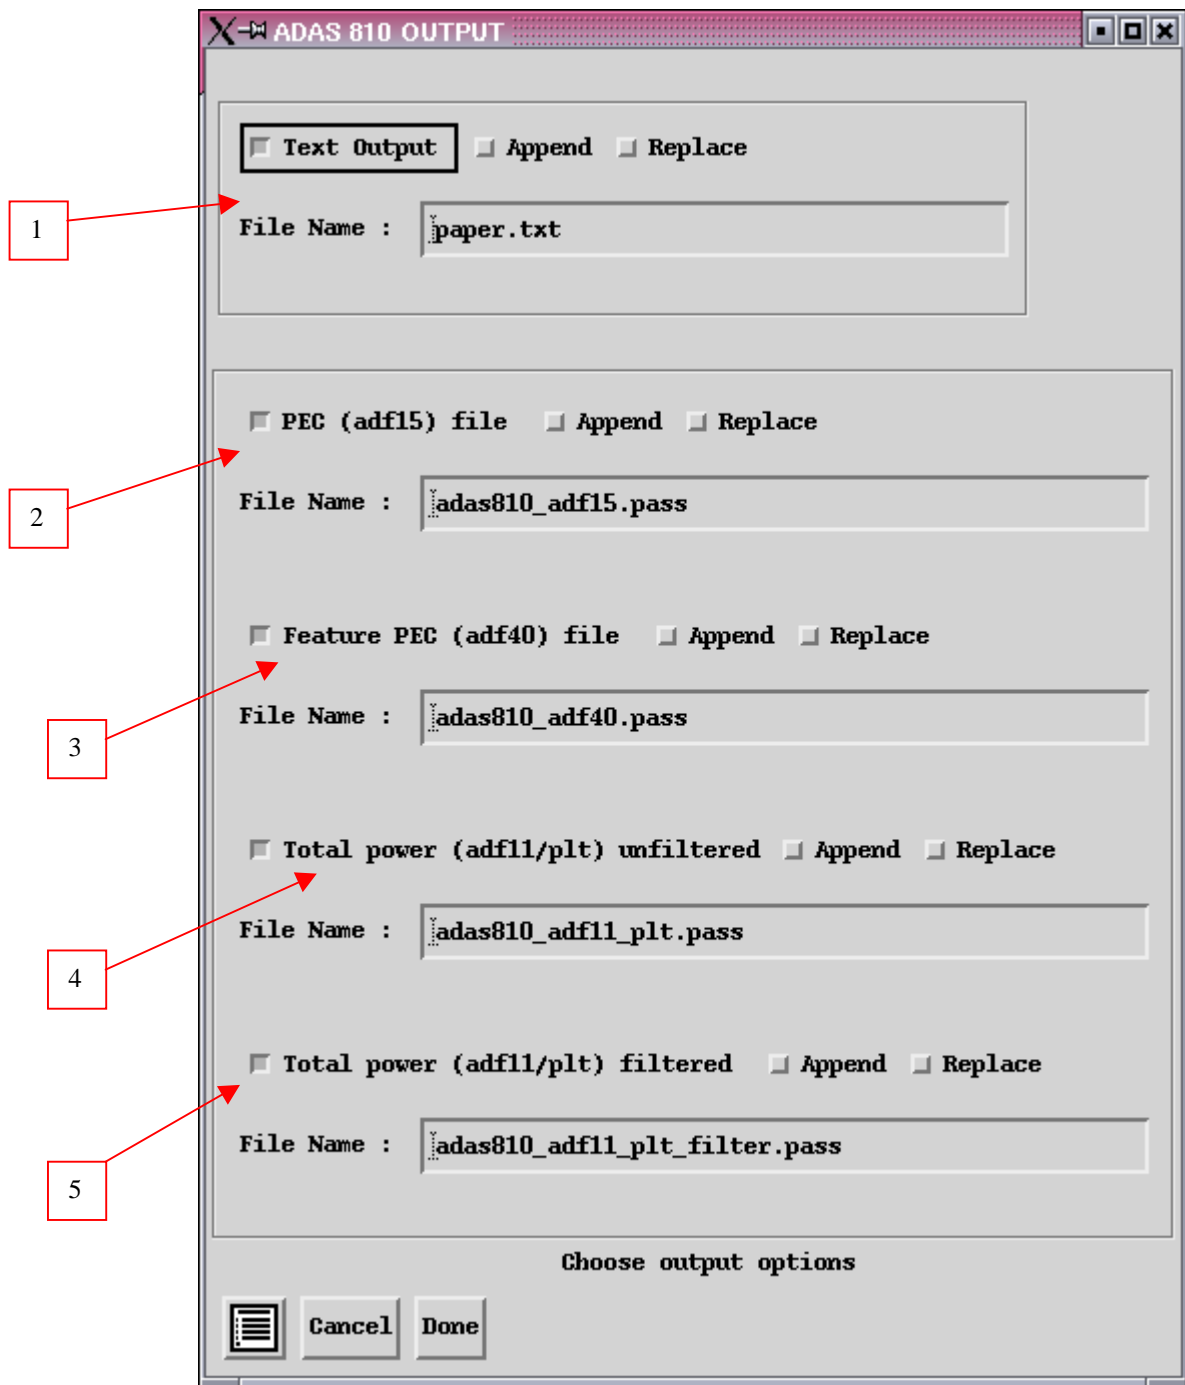 ADAS 810 OUTPUT
Text Output Append Replace
1
File Name : paper.txt
PEC (adf15) file Append Replace
2
File Name : adas810_adf15.pass
Feature PEC (adf40) file Append Replace
3
File Name : adas810_adf40.pass
Total power (adf11/plt) unfiltered Append Replace
4
File Name : adas810_adf11_plt.pass
Total power (adf11/plt) filtered Append Replace
5
File Name : adas810_adf11_plt_filter.pass
Choose output options
Cancel Done